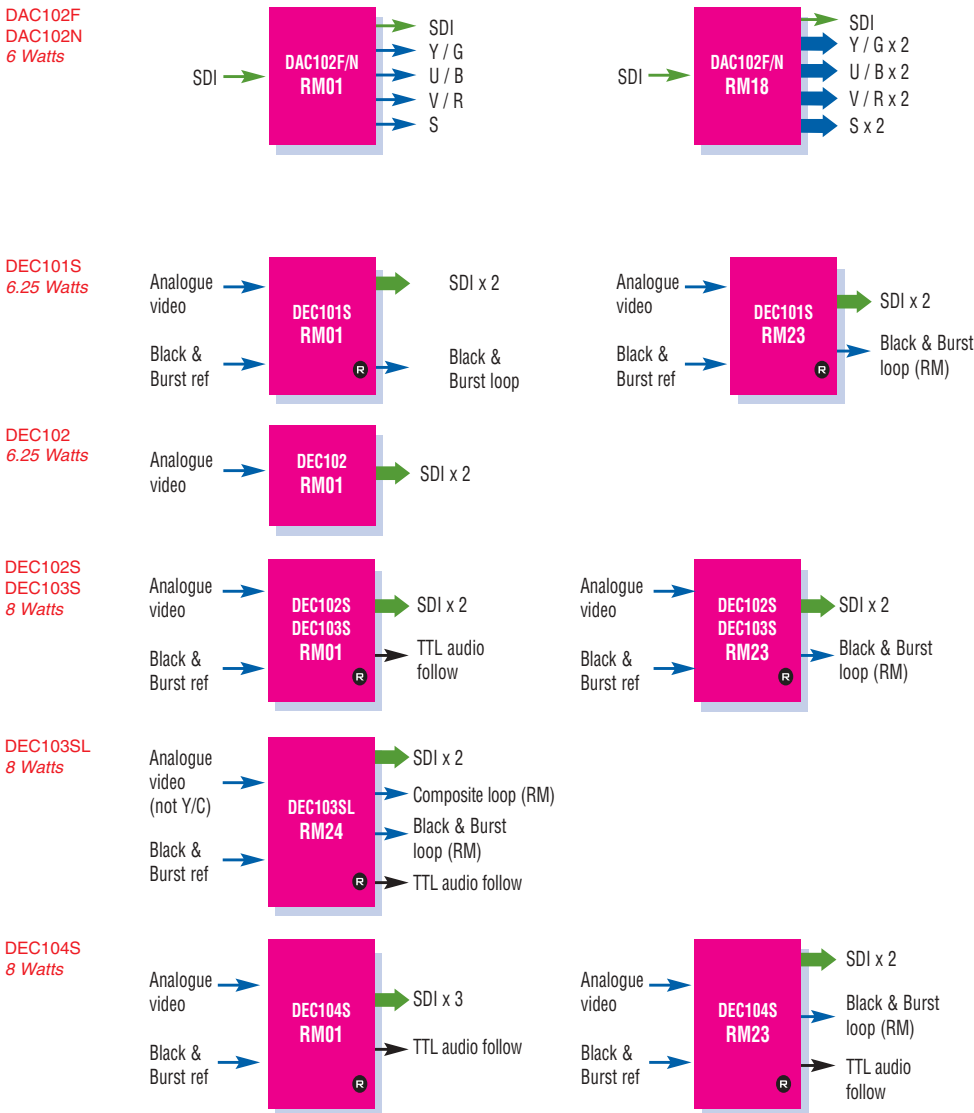 DAC102F
DAC102N
6 Watts
SDI
DAC102F/N
RM01
SDI
Y / G
U / B
V / R
S
SDI
DAC102F/N
RM18
SDI
Y / G x 2
U / B x 2
V / R x 2
S x 2
DEC101S
6.25 Watts
Analogue
video
Black &
Burst ref
DEC101S
RM01
R
SDI x 2
Black &
Burst loop
Analogue
video
Black &
Burst ref
DEC101S
RM23
R
SDI x 2
Black & Burst
loop (RM)
DEC102
6.25 Watts
Analogue
video
DEC102
RM01
SDI x 2
DEC102S
DEC103S
8 Watts
Analogue
video
Black &
Burst ref
DEC102S
DEC103S
RM01
R
SDI x 2
TTL audio
follow
Analogue
video
Black &
Burst ref
DEC102S
DEC103S
RM23
R
SDI x 2
Black & Burst
loop (RM)
DEC103SL
8 Watts
Analogue
video
(not Y/C)
Black &
Burst ref
DEC103SL
RM24
R
SDI x 2
Composite loop (RM)
Black & Burst
loop (RM)
TTL audio follow
DEC104S
8 Watts
Analogue
video
Black &
Burst ref
DEC104S
RM01
R
SDI x 3
TTL audio follow
Analogue
video
Black &
Burst ref
DEC104S
RM23
R
SDI x 2
Black & Burst
loop (RM)
TTL audio
follow